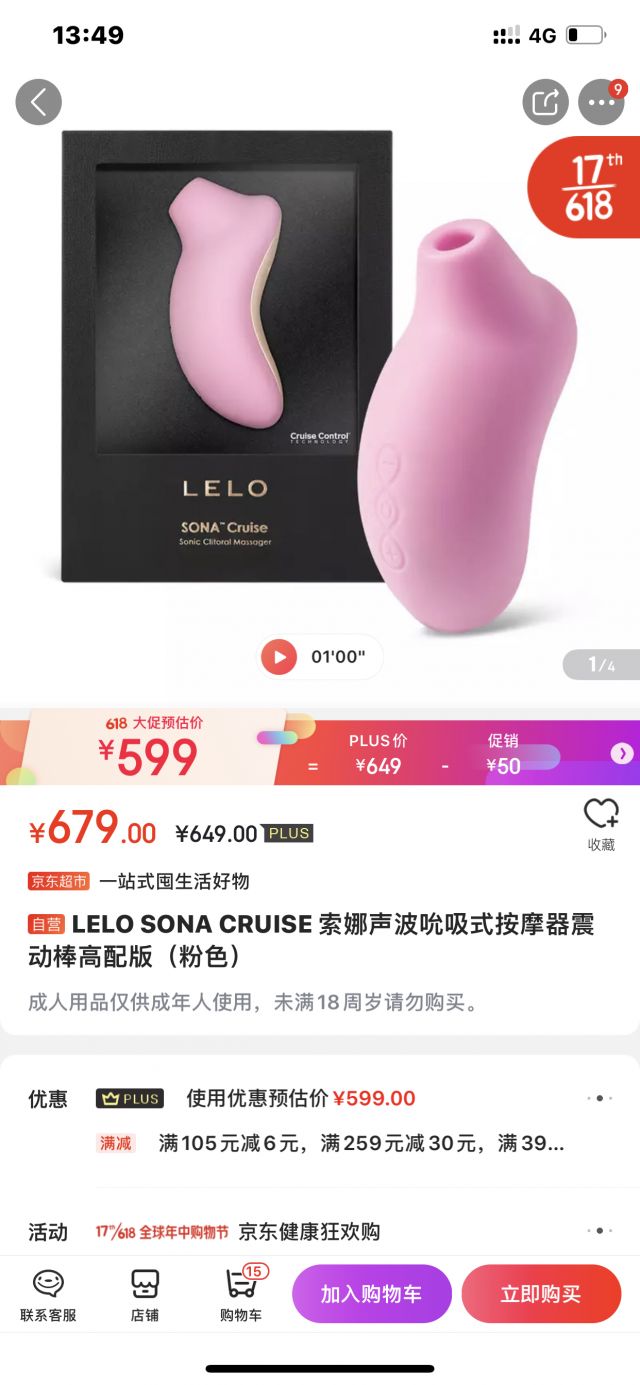 13:49
4G
9
17th
618
Cruise Control
TECHNOLOGY
LELO
SONA™ Cruise
Sonic Clitoral Massager
01'00"
1/4
618 大促预估价
¥599
=
PLUS价
¥649
-
促销
¥50
¥679.00 ¥649.00 PLUS
收藏
京东超市 一站式囤生活好物
自营 LELO SONA CRUISE 索娜声波吮吸式按摩器震
动棒高配版（粉色）
成人用品仅供成年人使用，未满18周岁请勿购买。
优惠 PLUS 使用优惠预估价 ¥599.00
满减 满105元减6元，满259元减30元，满39...
活动 17th/618 全球年中购物节 京东健康狂欢购
联系客服
店铺
15
购物车
加入购物车
立即购买